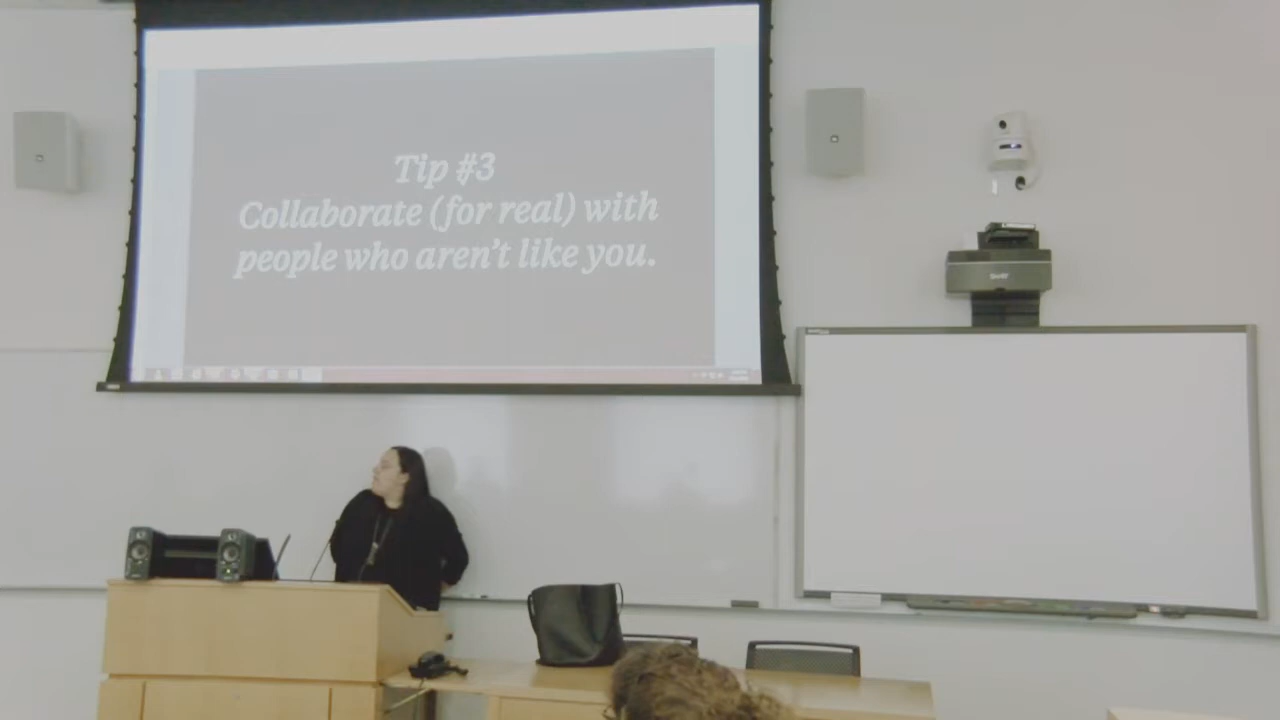 Tip #3
Collaborate (for real) with
people who aren't like you.